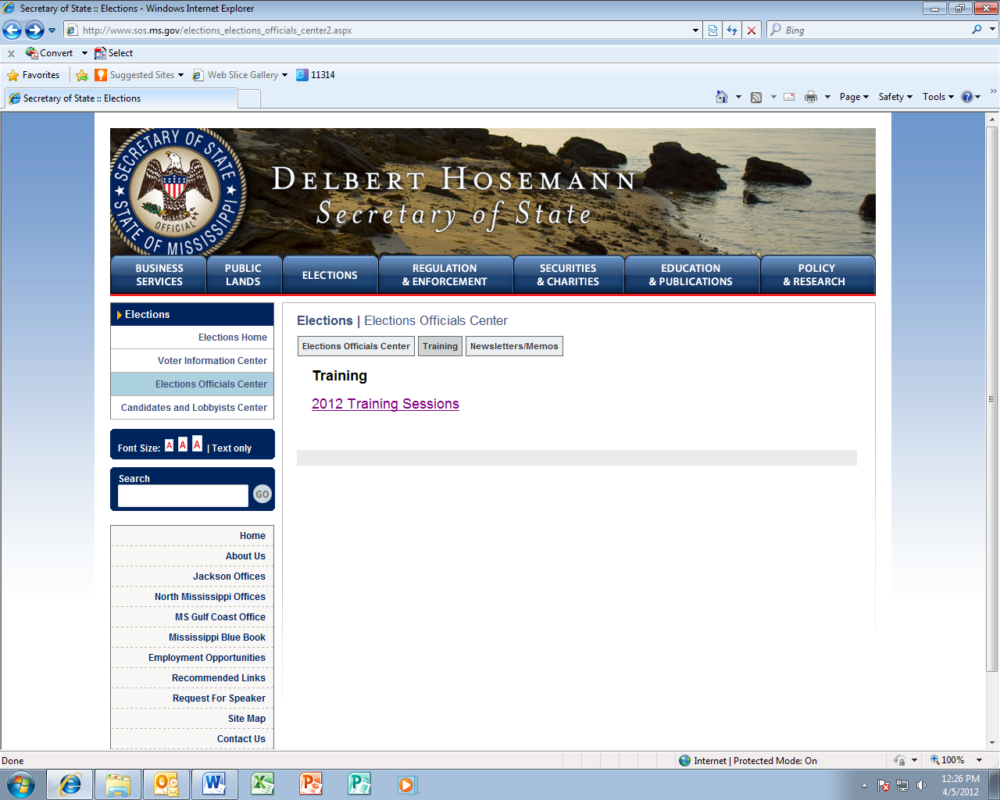 Secretary of State :: Elections - Windows Internet Explorer
http://www.sos.ms.gov/elections_elections_officials_center2.aspx
Bing
x Convert Select
Favorites Suggested Sites Web Slice Gallery 11314
Secretary of State :: Elections
Page Safety Tools
SECRETARY OF STATE
STATE OF MISSISSIPPI
OFFICIAL
DELBERT HOSEMANN
Secretary of State
BUSINESS SERVICES
PUBLIC LANDS
ELECTIONS
REGULATION & ENFORCEMENT
SECURITIES & CHARITIES
EDUCATION & PUBLICATIONS
POLICY & RESEARCH
Elections
Elections Home
Voter Information Center
Elections Officials Center
Candidates and Lobbyists Center
Font Size: A A A | Text only
Search
GO
Home
About Us
Jackson Offices
North Mississippi Offices
MS Gulf Coast Office
Mississippi Blue Book
Employment Opportunities
Recommended Links
Request For Speaker
Site Map
Contact Us
Elections | Elections Officials Center
Elections Officials Center Training Newsletters/Memos
Training
2012 Training Sessions
Done
Internet | Protected Mode: On
100%
12:26 PM
4/5/2012